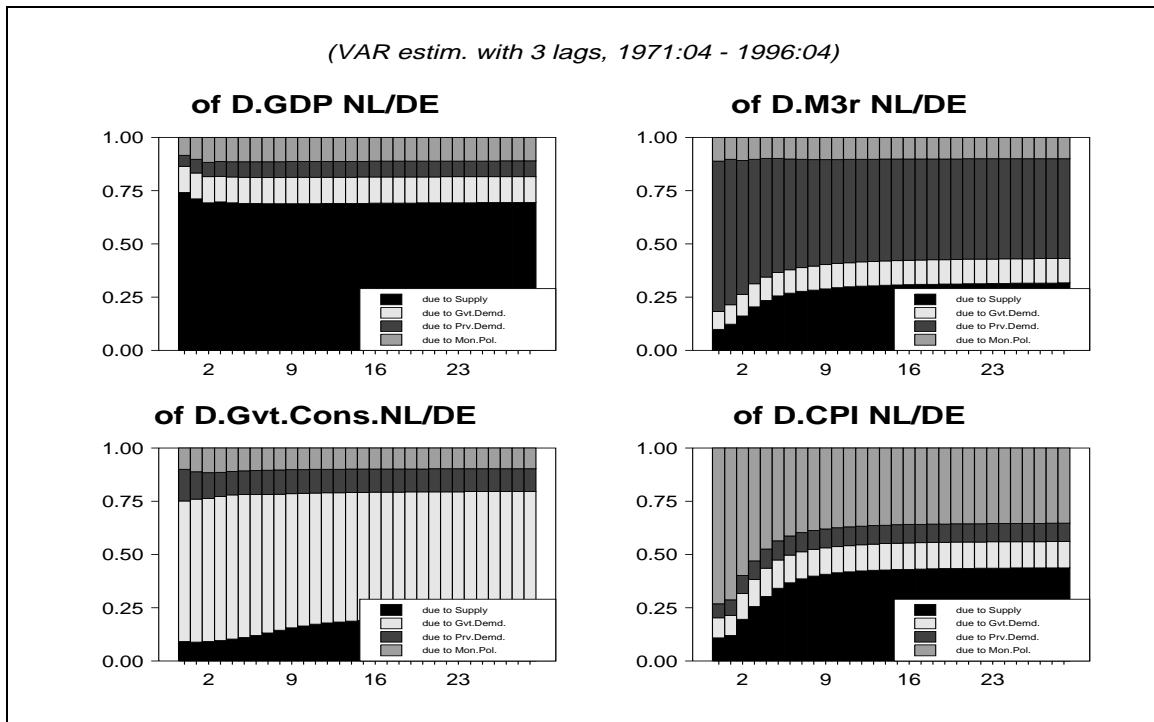 (VAR estim. with 3 lags, 1971:04 - 1996:04)
of D.GDP NL/DE
1.00
0.75
0.50
0.25
0.00
due to Supply
due to Gvt.Demd.
due to Prv.Demd.
due to Mon.Pol.
2 9 16 23
of D.M3r NL/DE
1.00
0.75
0.50
0.25
0.00
due to Supply
due to Gvt.Demd.
due to Prv.Demd.
due to Mon.Pol.
2 9 16 23
of D.Gvt.Cons.NL/DE
1.00
0.75
0.50
0.25
0.00
due to Supply
due to Gvt.Demd.
due to Prv.Demd.
due to Mon.Pol.
2 9 16 23
of D.CPI NL/DE
1.00
0.75
0.50
0.25
0.00
due to Supply
due to Gvt.Demd.
due to Prv.Demd.
due to Mon.Pol.
2 9 16 23